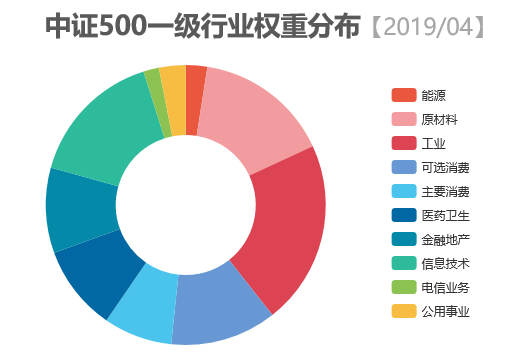 中证500一级行业权重分布【2019/04】
能源
原材料
工业
可选消费
主要消费
医药卫生
金融地产
信息技术
电信业务
公用事业